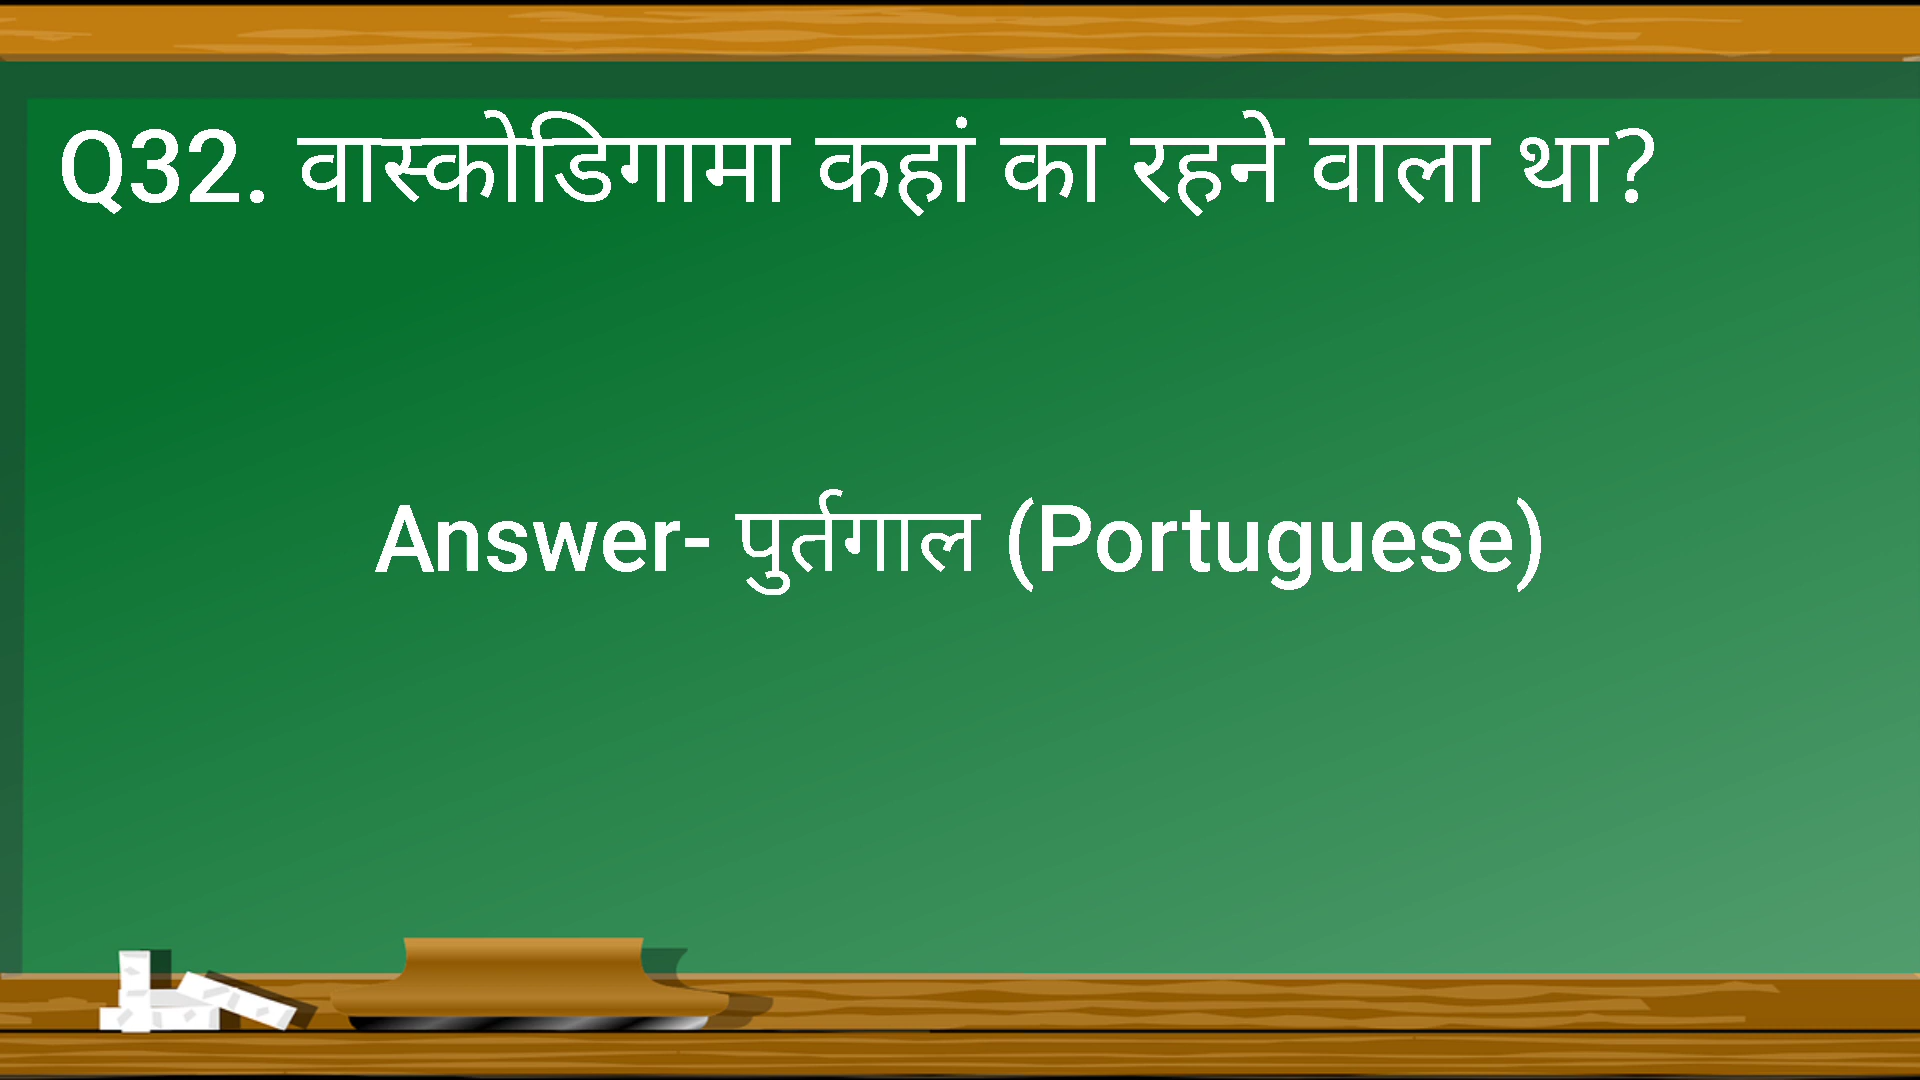 Q32. वास्कोडिगामा कहां का रहने वाला था?
Answer- पुर्तगाल (Portuguese)